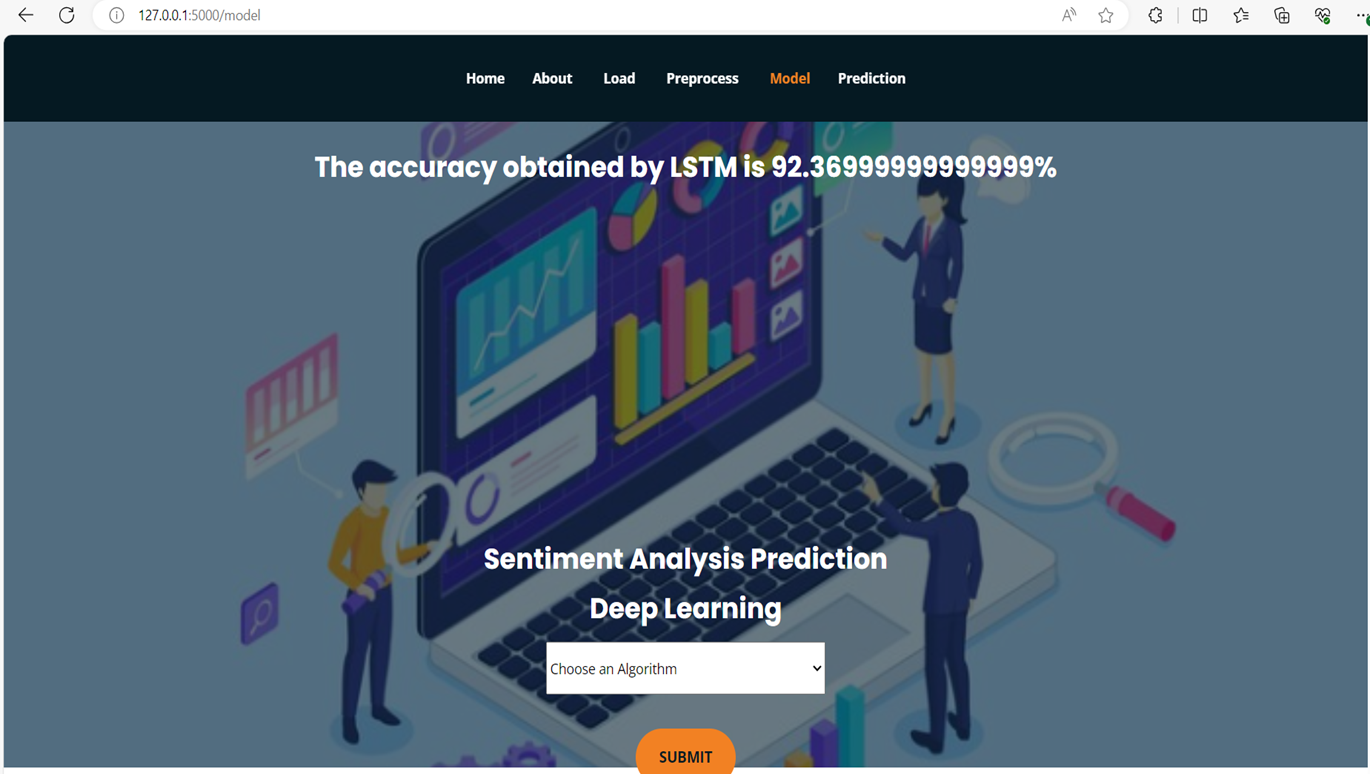 127.0.0.1:5000/model
Home About Load Preprocess Model Prediction
The accuracy obtained by LSTM is 92.36999999999999%
Sentiment Analysis Prediction
Deep Learning
Choose an Algorithm
SUBMIT